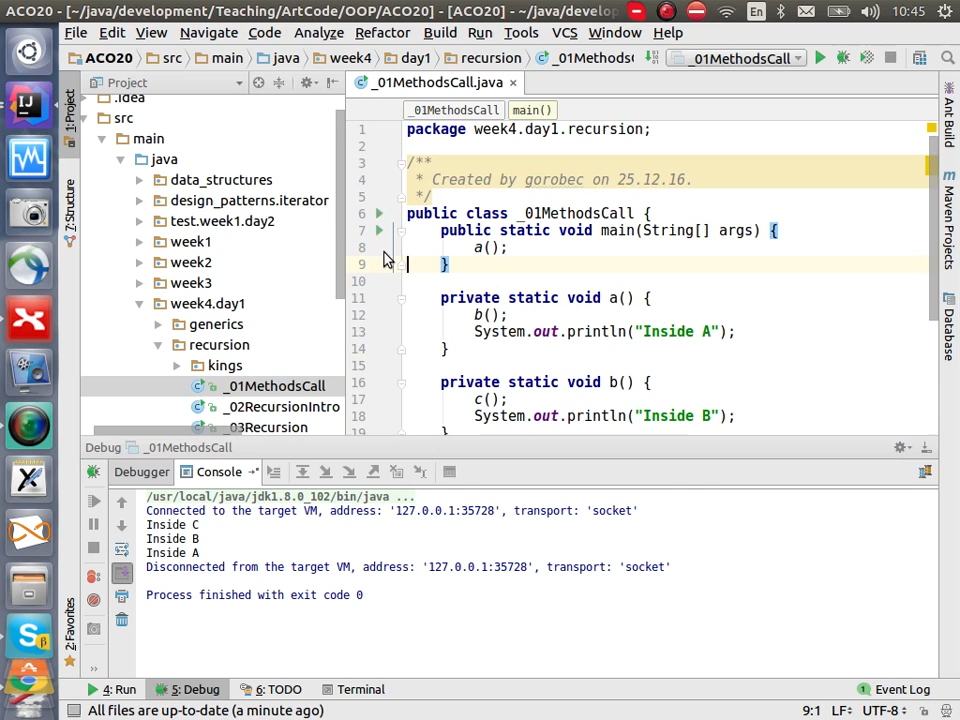 ACO20 - [~/java/development/Teaching/ArtCode/OOP/ACO20] - [ACO20] - ~/java/develop
En
10:45
File Edit View Navigate Code Analyze Refactor Build Run Tools VCS Window Help
ACO20 src main java week4 day1 recursion _01Methods _01MethodsCall
Project
_01MethodsCall.java
1: Project
7: Structure
2: Favorites
.idea
src
main
java
data_structures
design_patterns.iterator
test.week1.day2
week1
week2
week3
week4.day1
generics
recursion
kings
_01MethodsCall
_02RecursionIntro
_03Recursion
_01MethodsCall main()
1 package week4.day1.recursion;
2
3 /**
4 * Created by gorobec on 25.12.16.
5 */
6 public class _01MethodsCall {
7 public static void main(String[] args) {
8 a();
9 }
10
11 private static void a() {
12 b();
13 System.out.println("Inside A");
14 }
15
16 private static void b() {
17 c();
18 System.out.println("Inside B");
19 }
Ant Build
Maven Projects
Database
Debug _01MethodsCall
Debugger Console
/usr/local/java/jdk1.8.0_102/bin/java ...
Connected to the target VM, address: '127.0.0.1:35728', transport: 'socket'
Inside C
Inside B
Inside A
Disconnected from the target VM, address: '127.0.0.1:35728', transport: 'socket'
Process finished with exit code 0
4: Run 5: Debug 6: TODO Terminal 1 Event Log
All files are up-to-date (a minute ago) 9:1 LF UTF-8